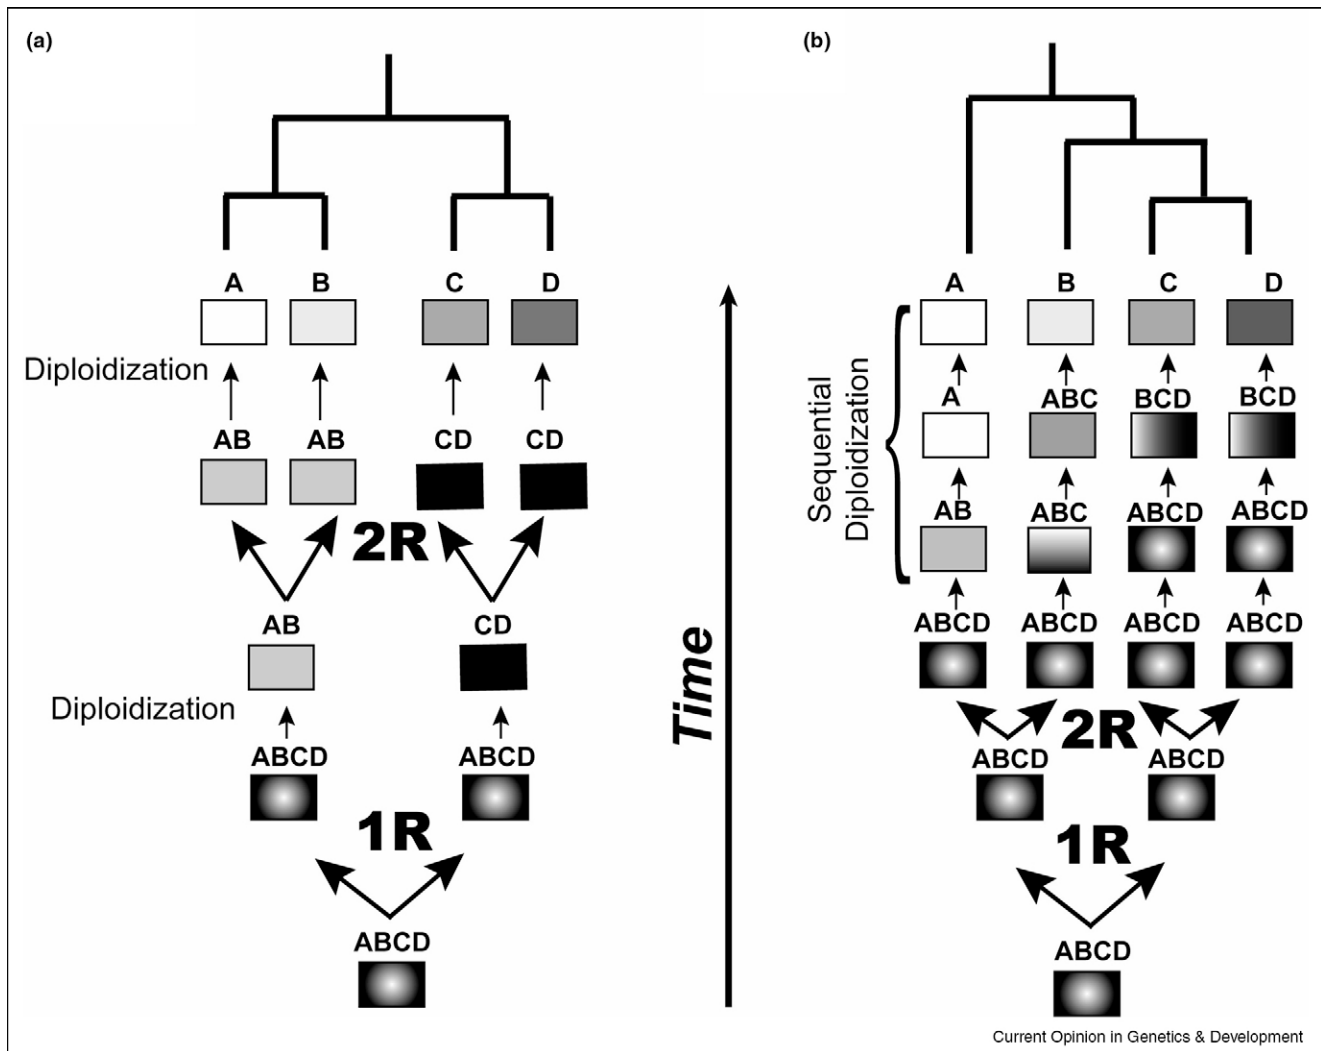 (a)
A B C D
Diploidization
AB AB CD CD
2R
AB CD
Diploidization
ABCD ABCD
1R
ABCD
Time
(b)
A B C D
Sequential
Diploidization
A ABC BCD BCD
AB ABC ABCD ABCD
ABCD ABCD ABCD ABCD
2R
ABCD ABCD
1R
ABCD
Current Opinion in Genetics & Development